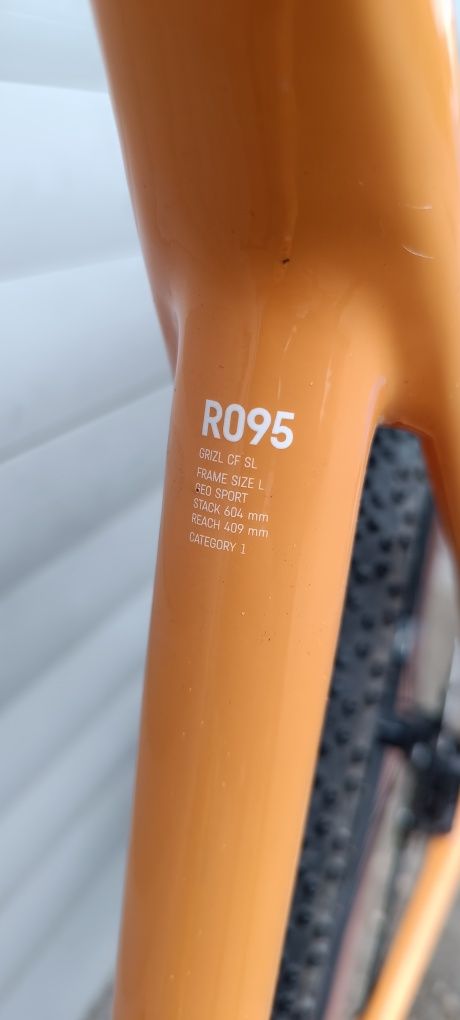 R095
GRIZL CF SL
FRAME SIZE L
GEO SPORT
STACK 604 mm
REACH 409 mm
CATEGORY 1